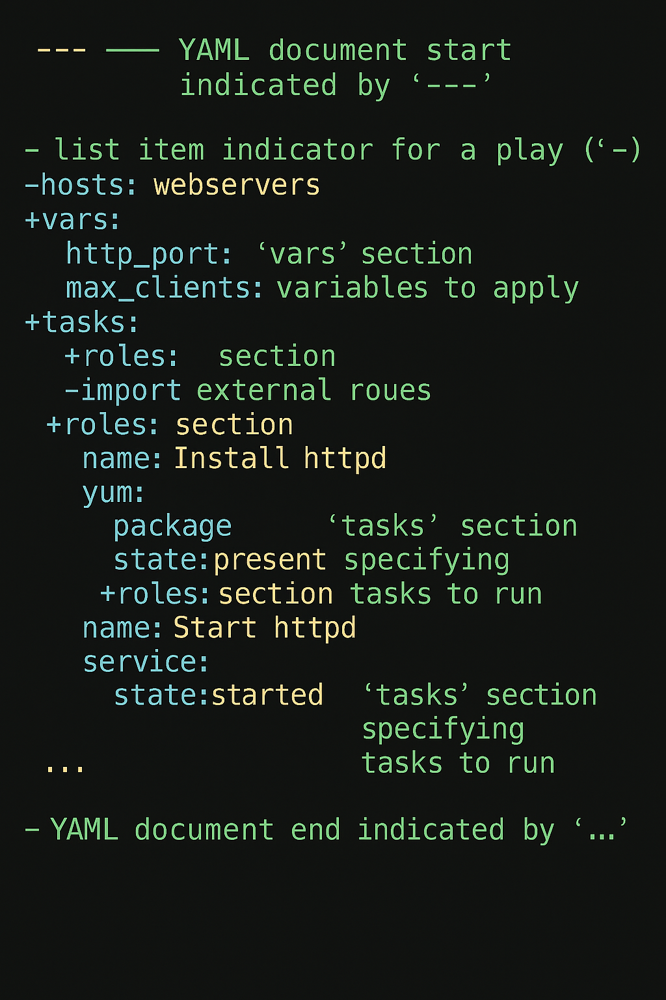 --- —— YAML document start
indicated by ‘---’
- list item indicator for a play (‘-)
-hosts: webservers
+vars:
http_port: ‘vars’ section
max_clients: variables to apply
+tasks:
+roles: section
-import external roues
+roles: section
name: Install httpd
yum:
package ‘tasks’ section
state:present specifying
+roles: section tasks to run
name: Start httpd
service:
state:started ‘tasks’ section
specifying
... tasks to run
- YAML document end indicated by ‘...’